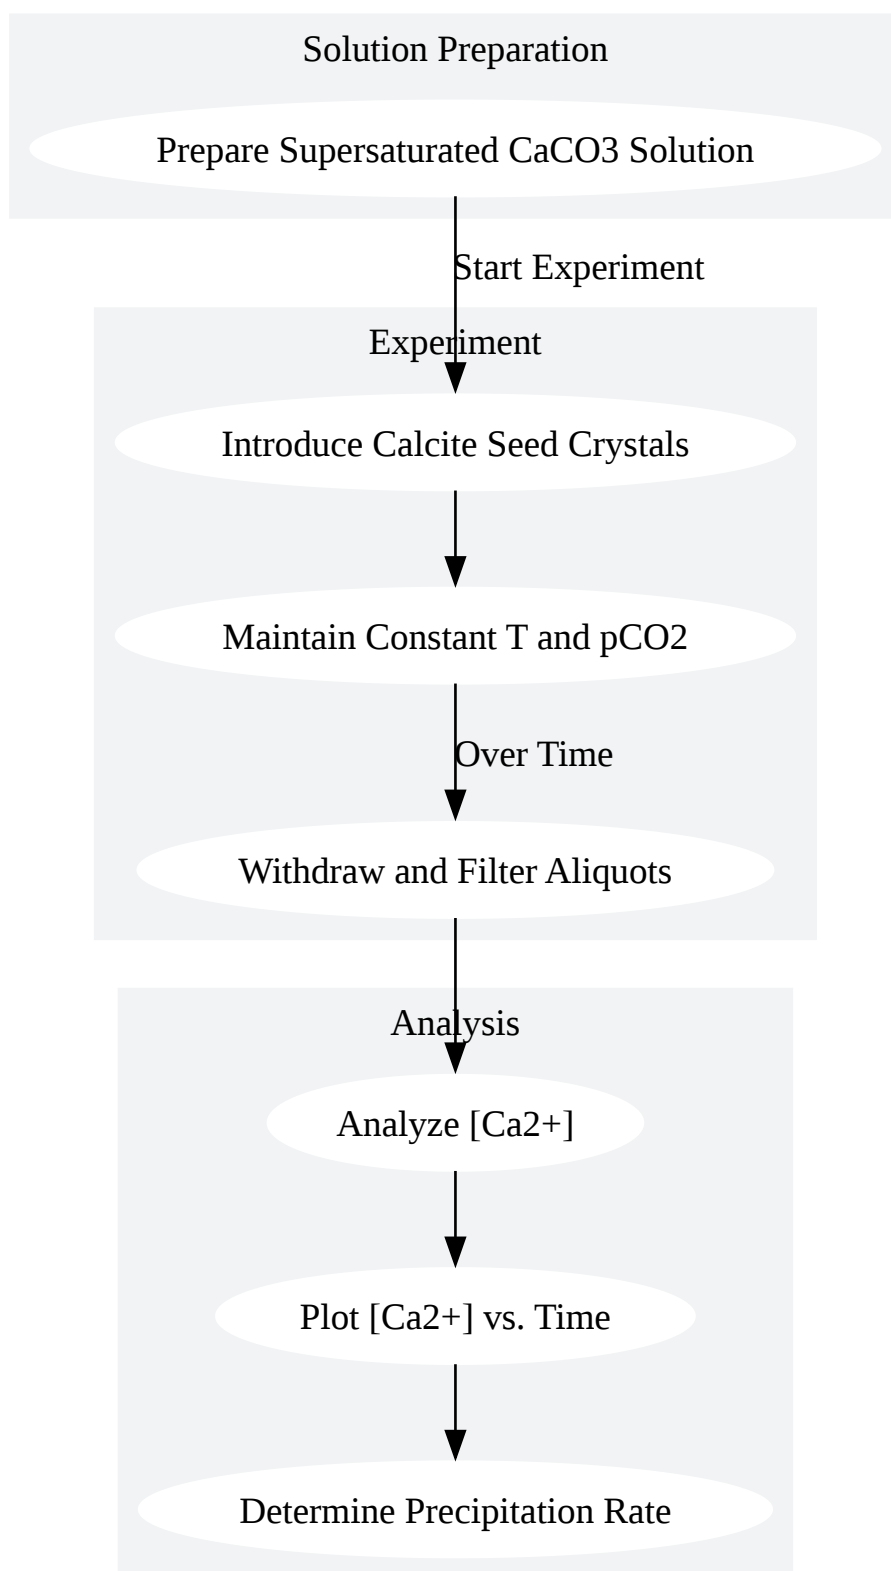 Solution Preparation
Prepare Supersaturated CaCO3 Solution
Start Experiment
Experiment
Introduce Calcite Seed Crystals
Maintain Constant T and pCO2
Over Time
Withdraw and Filter Aliquots
Analysis
Analyze [Ca2+]
Plot [Ca2+] vs. Time
Determine Precipitation Rate